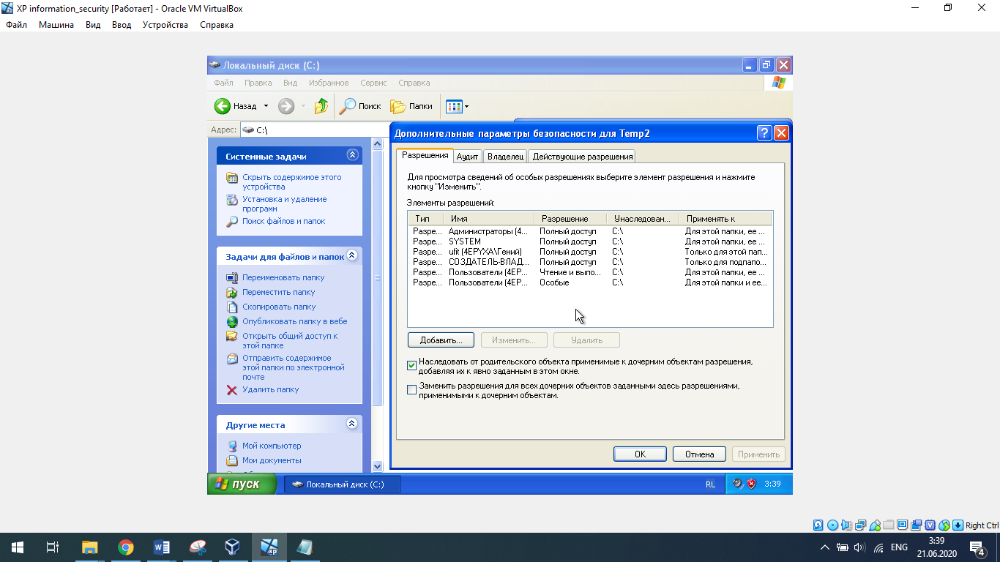 XP information_security [Работает] - Oracle VM VirtualBox
Файл Машина Вид Ввод Устройства Справка
Локальный диск (C:)
Файл Правка Вид Избранное Сервис Справка
Назад Поиск Папки
Адрес: C:\
Системные задачи
Скрыть содержимое этого
устройства
Установка и удаление
программ
Поиск файлов и папок
Задачи для файлов и папок
Переименовать папку
Переместить папку
Скопировать папку
Опубликовать папку в вебе
Открыть общий доступ к
этой папке
Отправить содержимое
этой папки по электронной
почте
Удалить папку
Другие места
Мой компьютер
Мои документы
Дополнительные параметры безопасности для Temp2
Разрешения Аудит Владелец Действующие разрешения
Для просмотра сведений об особых разрешениях выберите элемент разрешения и нажмите
кнопку "Изменить".
Элементы разрешений:
Тип Имя Разрешение Унаследован... Применять к
Разре... Администраторы (4... Полный доступ C:\ Для этой папки, ее ...
Разре... SYSTEM Полный доступ C:\ Для этой папки, ее ...
Разре... ufit (4EPYXA\Гений) Полный доступ C:\ Только для этой пап...
Разре... СОЗДАТЕЛЬ-ВЛАД... Полный доступ C:\ Только для подпапо...
Разре... Пользователи (4EP... Чтение и выпо... C:\ Для этой папки, ее ...
Разре... Пользователи (4EP... Особые C:\ Для этой папки и ее...
Добавить... Изменить... Удалить
Наследовать от родительского объекта применимые к дочерним объектам разрешения,
добавляя их к явно заданным в этом окне.
Заменить разрешения для всех дочерних объектов заданными здесь разрешениями,
применимыми к дочерним объектам.
OK Отмена Применить
пуск Локальный диск (C:) RL 3:39
Right Ctrl
ENG 3:39
21.06.2020
4